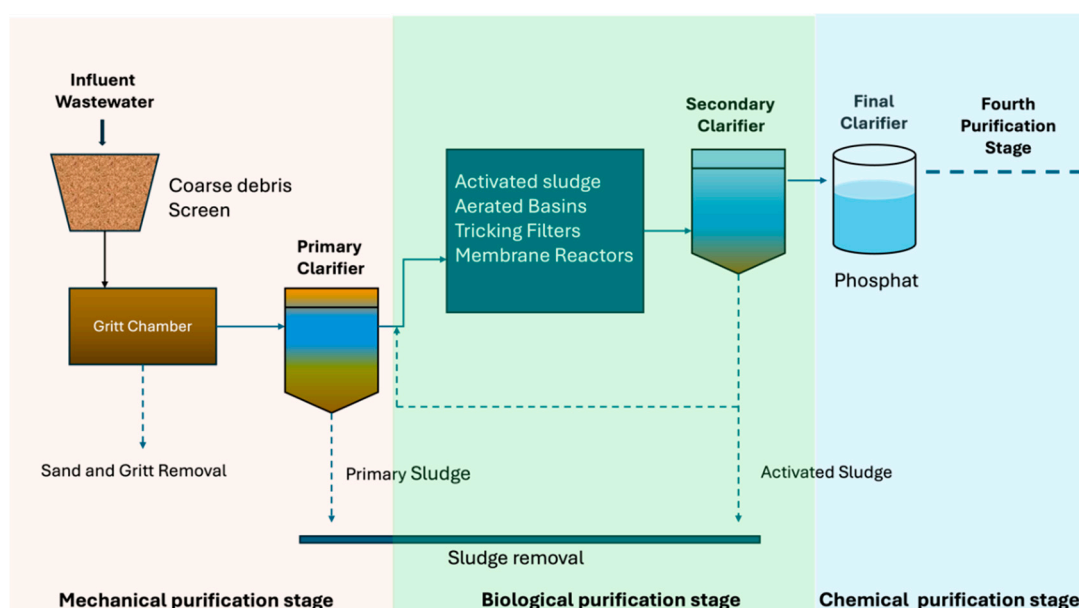 Influent
Wastewater
Coarse debris
Screen
Gritt Chamber
Sand and Gritt Removal
Primary
Clarifier
Primary Sludge
Activated sludge
Aerated Basins
Tricking Filters
Membrane Reactors
Secondary
Clarifier
Activated Sludge
Sludge removal
Final
Clarifier
Phosphat
Fourth
Purification
Stage
Mechanical purification stage
Biological purification stage
Chemical purification stage